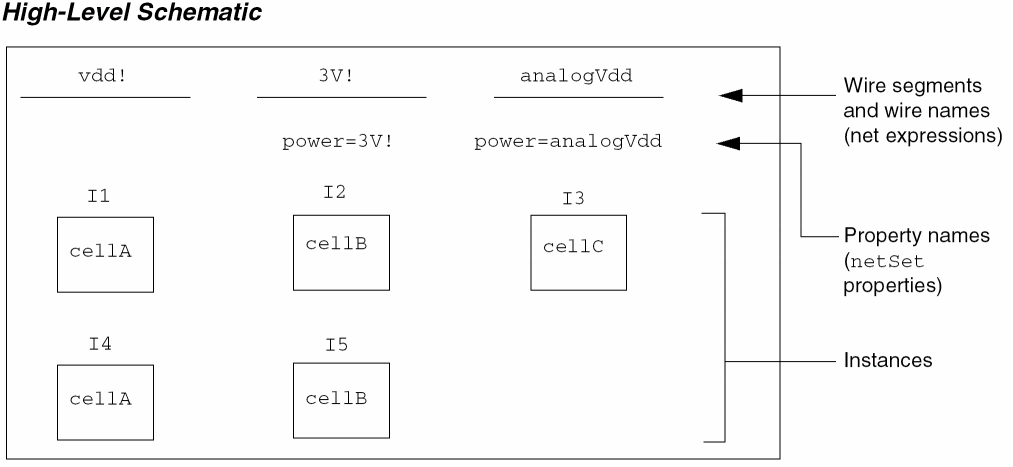 High-Level Schematic
vdd!
3V!
analogVdd
Wire segments
and wire names
(net expressions)
power=3V!
power=analogVdd
I1
I2
I3
cellA
cellB
cellC
Property names
(netSet
properties)
I4
I5
Instances
cellA
cellB